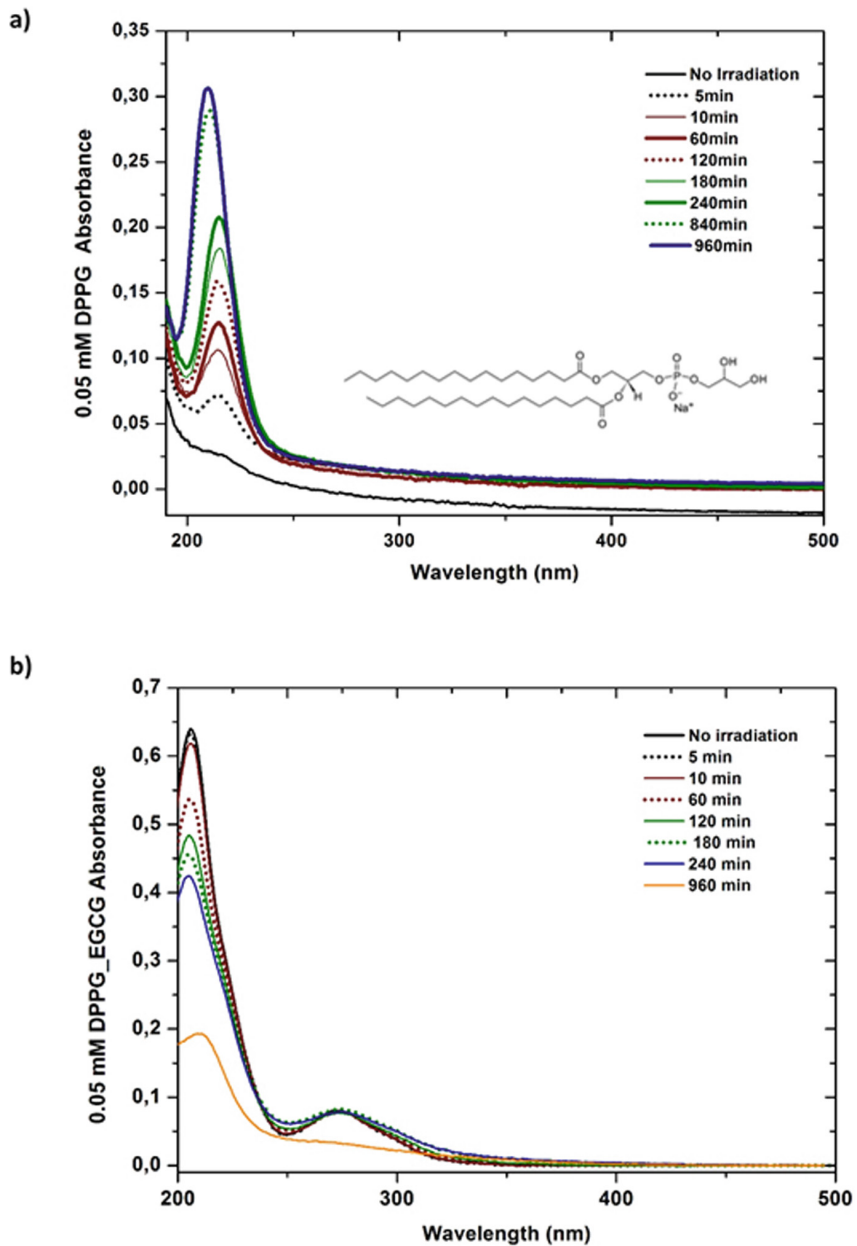 a)
0,35
0,30
0,25
0,20
0,15
0,10
0,05
0,00
0.05 mM DPPG Absorbance
No Irradiation
5min
10min
60min
120min
180min
240min
840min
960min
O
O
O
O
H
O
O
P
O⁻
Na⁺
O
OH
OH
200
300
400
500
Wavelength (nm)
b)
0,7
0,6
0,5
0,4
0,3
0,2
0,1
0,0
0.05 mM DPPG_EGCG Absorbance
No irradiation
5 min
10 min
60 min
120 min
180 min
240 min
960 min
200
300
400
500
Wavelength (nm)